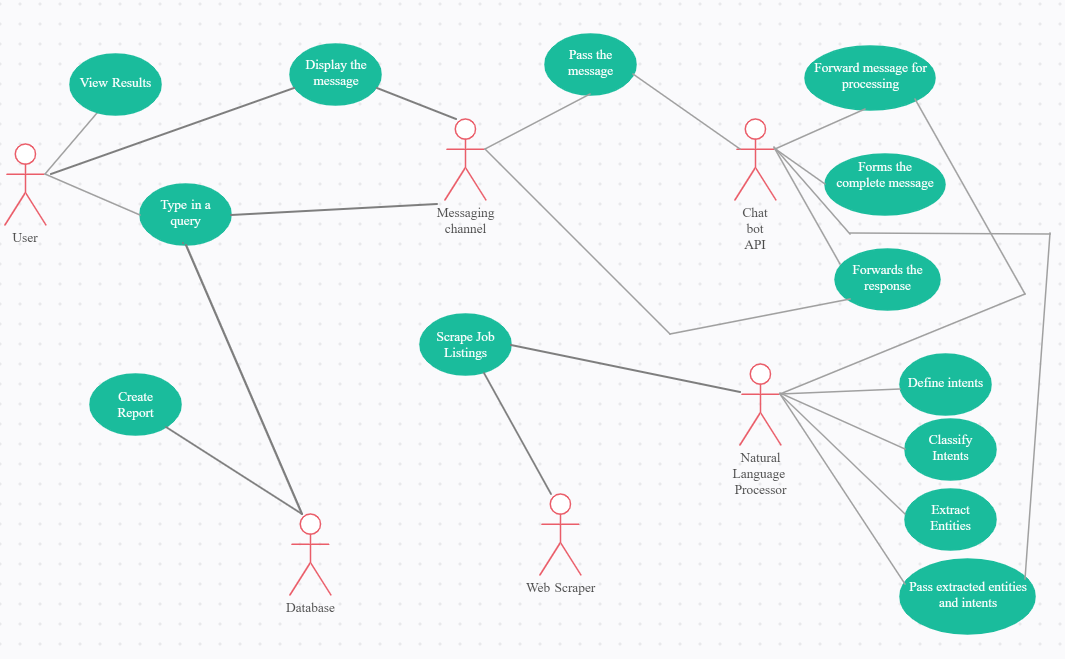 View Results
Display the
message
Pass the
message
Forward message for
processing
Forms the
complete message
Type in a
query
User
Messaging
channel
Chat
bot
API
Forwards the
response
Scrape Job
Listings
Create
Report
Define intents
Classify
Intents
Natural
Language
Processor
Extract
Entities
Pass extracted entities
and intents
Web Scraper
Database